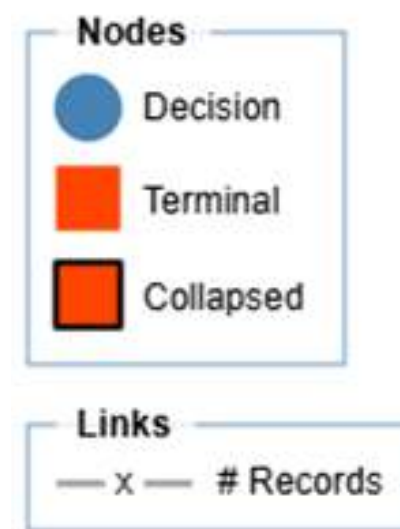 Nodes
Decision
Terminal
Collapsed
Links
x # Records